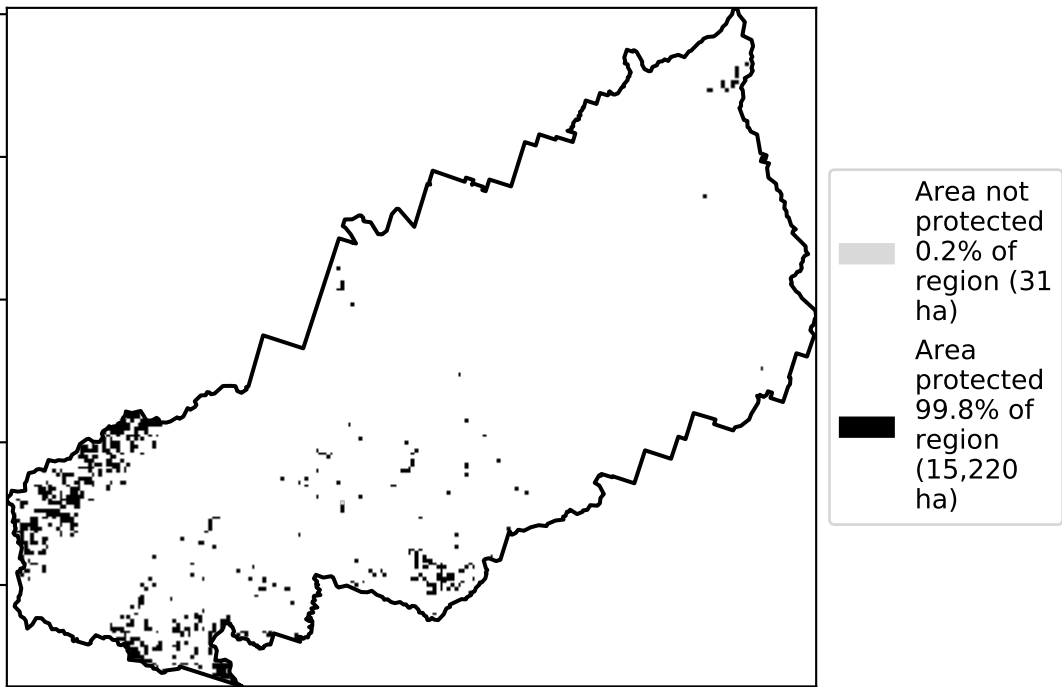 Area not
protected
0.2% of
region (31
ha)
Area
protected
99.8% of
region
(15,220
ha)